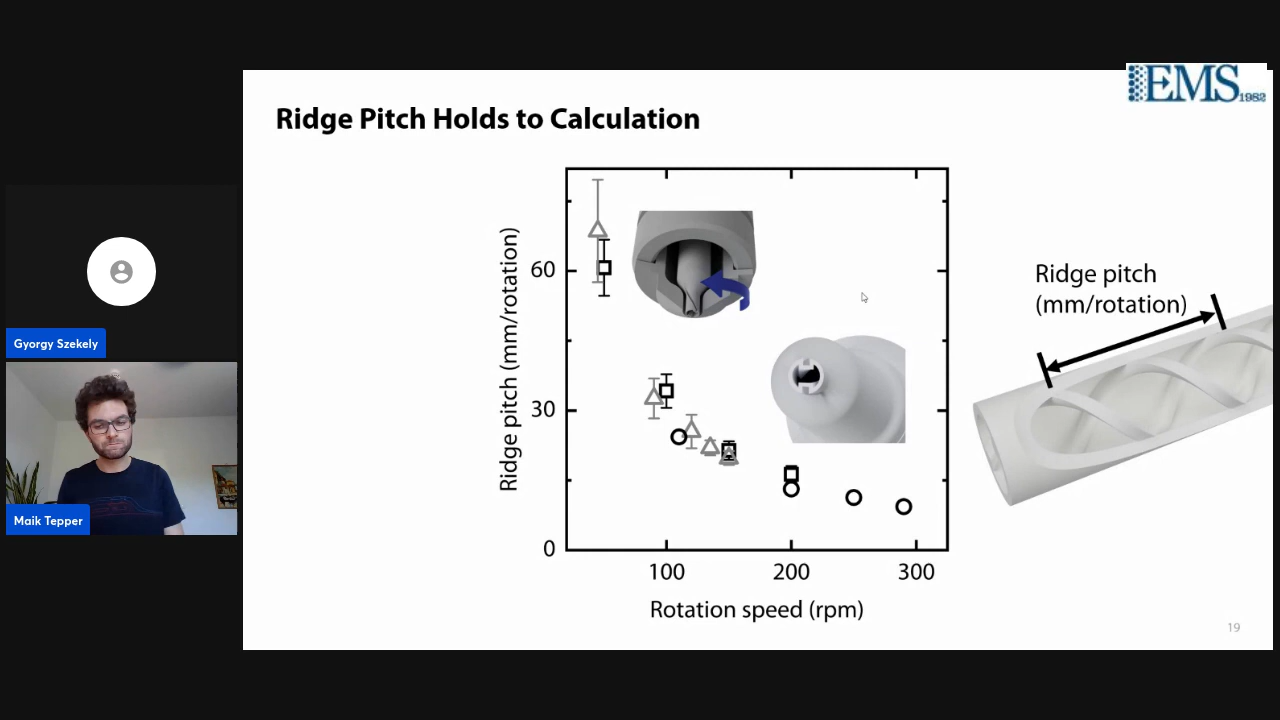 EMS 1982
Ridge Pitch Holds to Calculation
Ridge pitch (mm/rotation)
60
30
0
100
200
300
Rotation speed (rpm)
Ridge pitch
(mm/rotation)
19
Gyorgy Szekely
Maik Tepper